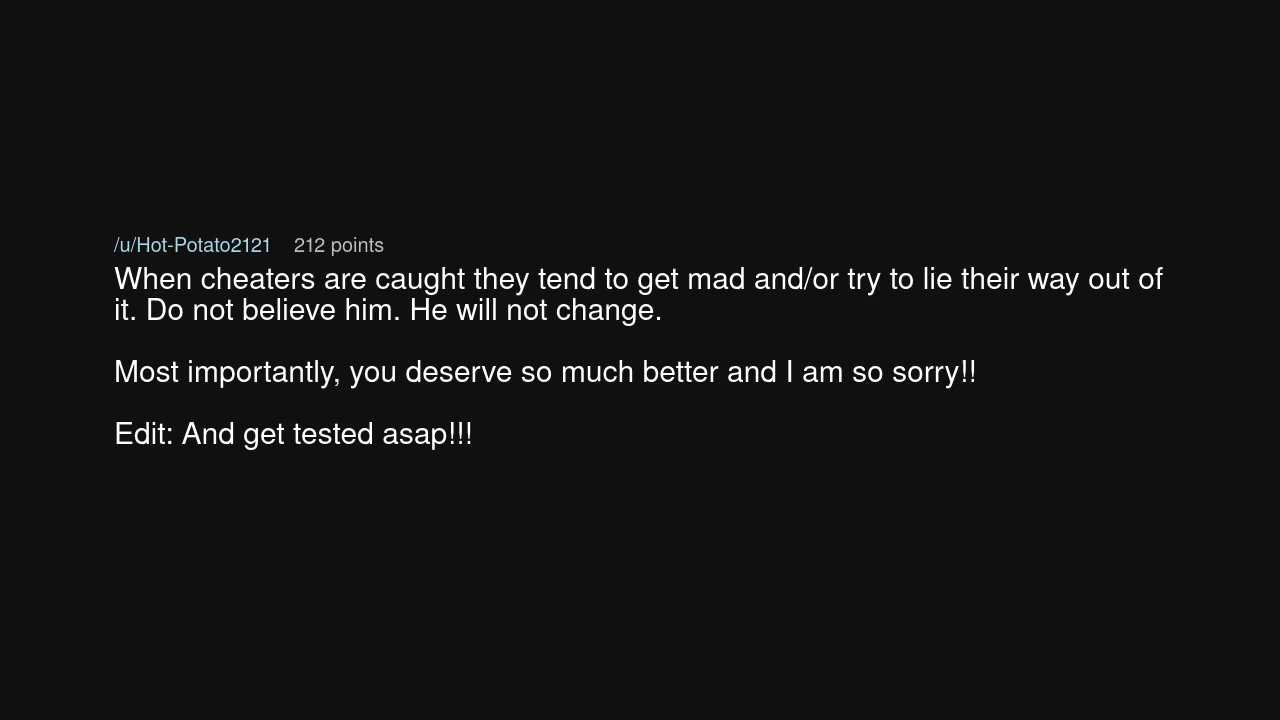 /u/Hot-Potato2121 212 points
When cheaters are caught they tend to get mad and/or try to lie their way out of
it. Do not believe him. He will not change.
Most importantly, you deserve so much better and I am so sorry!!
Edit: And get tested asap!!!